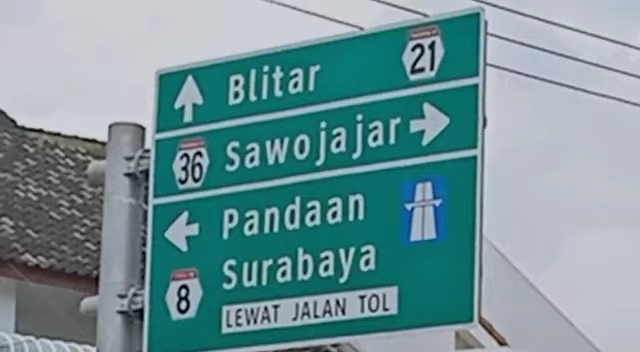 Blitar 21
36 Sawojajar
Pandaan
8 Surabaya
LEWAT JALAN TOL